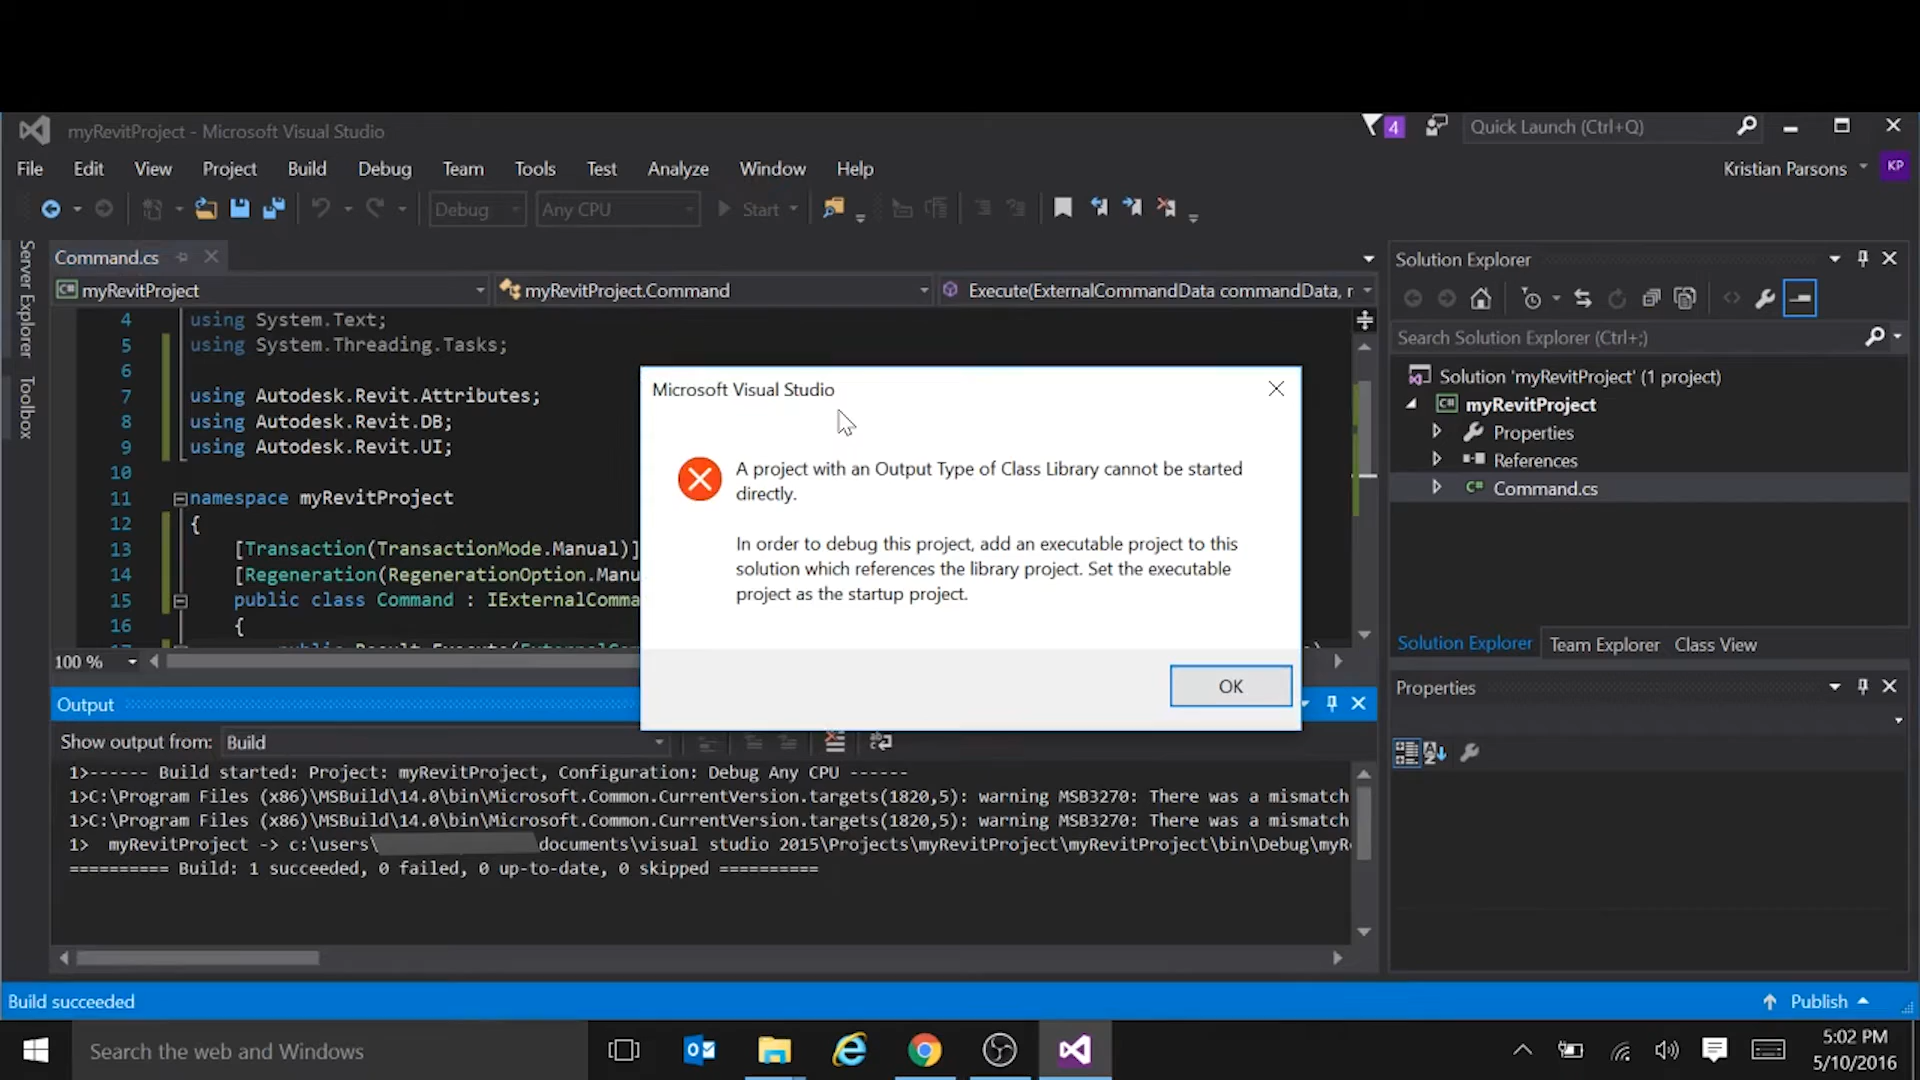 myRevitProject - Microsoft Visual Studio
4
Quick Launch (Ctrl+Q)
File Edit View Project Build Debug Team Tools Test Analyze Window Help
Kristian Parsons
KP
Debug
Any CPU
Start
Server Explorer
Toolbox
Command.cs
myRevitProject
myRevitProject.Command
Execute(ExternalCommandData commandData, r
4 using System.Text;
5 using System.Threading.Tasks;
6
7 using Autodesk.Revit.Attributes;
8 using Autodesk.Revit.DB;
9 using Autodesk.Revit.UI;
10
11 namespace myRevitProject
12 {
13 [Transaction(TransactionMode.Manual)]
14 [Regeneration(RegenerationOption.Manu
15 public class Command : IExternalComma
16 {
100 %
Microsoft Visual Studio
A project with an Output Type of Class Library cannot be started
directly.
In order to debug this project, add an executable project to this
solution which references the library project. Set the executable
project as the startup project.
OK
Output
Show output from: Build
1>------ Build started: Project: myRevitProject, Configuration: Debug Any CPU ------
1>C:\Program Files (x86)\MSBuild\14.0\bin\Microsoft.Common.CurrentVersion.targets(1820,5): warning MSB3270: There was a mismatch
1>C:\Program Files (x86)\MSBuild\14.0\bin\Microsoft.Common.CurrentVersion.targets(1820,5): warning MSB3270: There was a mismatch
1> myRevitProject -> c:\users\ documents\visual studio 2015\Projects\myRevitProject\myRevitProject\bin\Debug\myR
========== Build: 1 succeeded, 0 failed, 0 up-to-date, 0 skipped ==========
Solution Explorer
Search Solution Explorer (Ctrl+;)
Solution 'myRevitProject' (1 project)
C# myRevitProject
Properties
References
C# Command.cs
Solution Explorer Team Explorer Class View
Properties
Build succeeded
Publish
Search the web and Windows
5:02 PM
5/10/2016